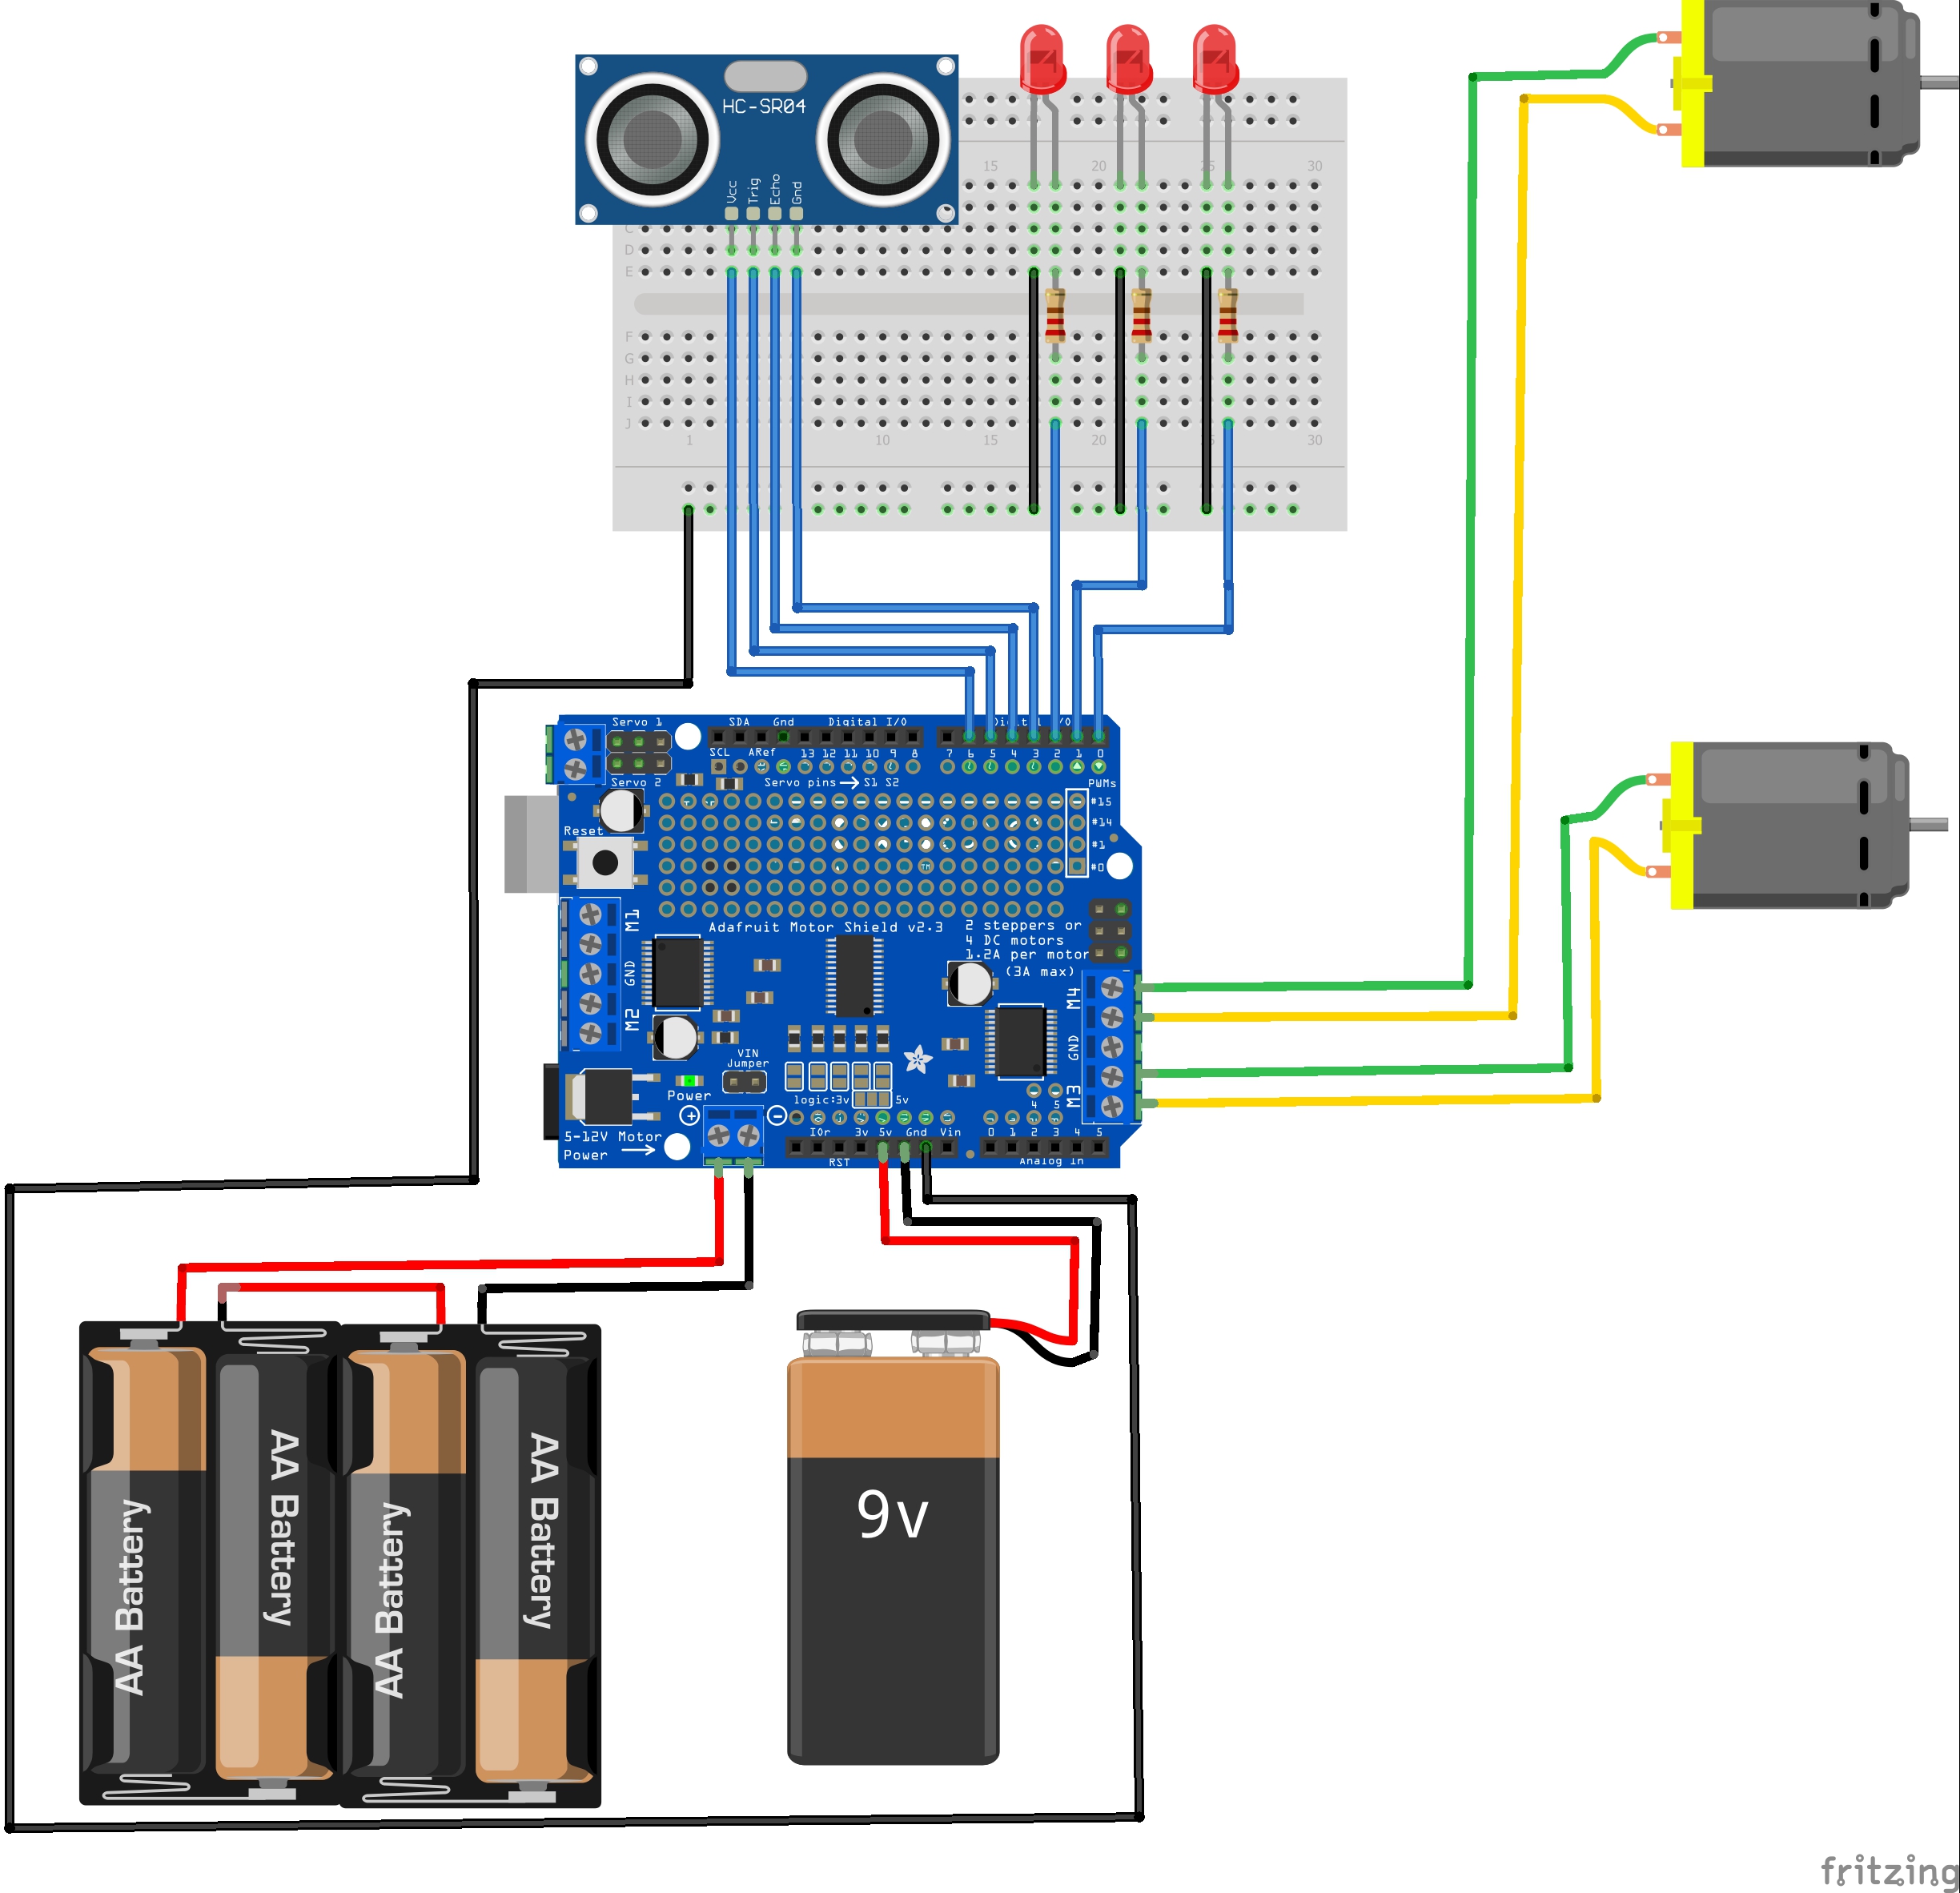 HC-SR04
Vcc
Trig
Echo
Gnd
15
20
25
30
C
D
E
F
G
H
I
J
1
10
15
20
30
Servo 1
SDA
Gnd
Digital I/O
SCL
ARef
13
12
11
10
9
8
7
6
5
4
3
2
1
0
Servo 2
Servo pins
S1 S2
PWMs
#15
#14
#1
#0
Reset
M1
GND
M2
Adafruit Motor Shield v2.3
2 steppers or
4 DC motors
1.2A per motor
(3A max)
M4
GND
M3
VIN
Jumper
Power
logic:3v
5v
4
5
5-12V Motor
Power
IOr
3v
5v
Gnd
Vin
0
1
2
3
4
5
RST
Analog In
AA Battery
AA Battery
AA Battery
AA Battery
9v
fritzing